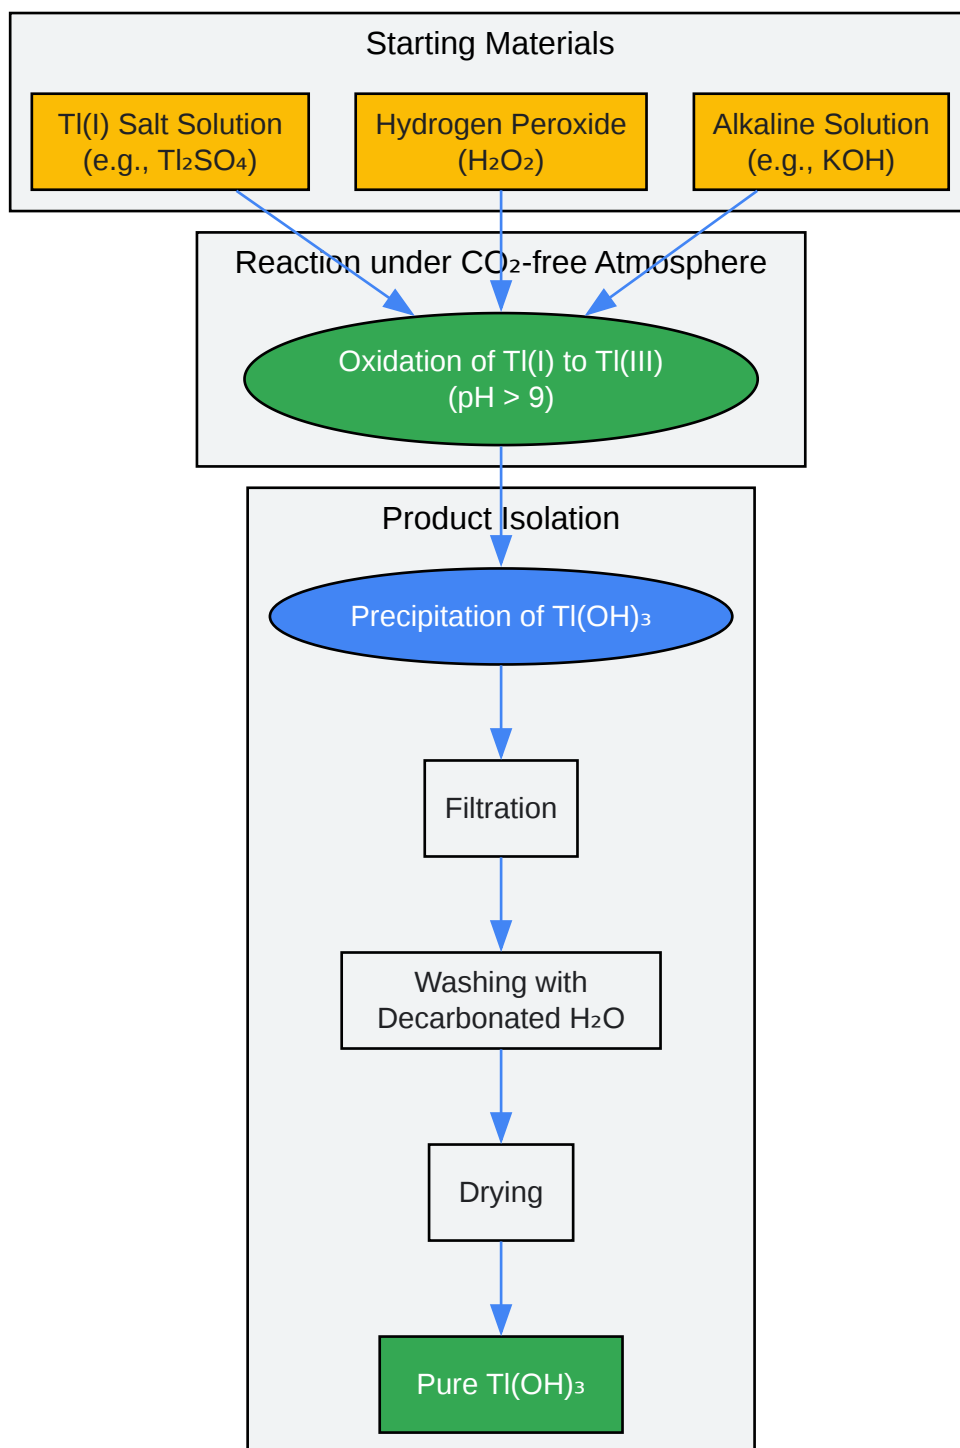 Starting Materials
Tl(I) Salt Solution
(e.g., Tl₂SO₄)
Hydrogen Peroxide
(H₂O₂)
Alkaline Solution
(e.g., KOH)
Reaction under CO₂-free Atmosphere
Oxidation of Tl(I) to Tl(III)
(pH > 9)
Product Isolation
Precipitation of Tl(OH)₃
Filtration
Washing with
Decarbonated H₂O
Drying
Pure Tl(OH)₃